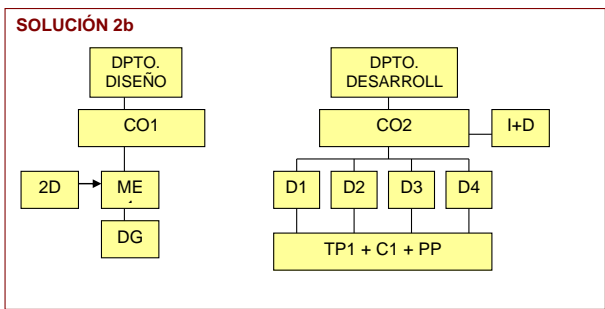 SOLUCIÓN 2b
DPTO.
DISEÑO
DPTO.
DESARROLL
CO1
CO2
I+D
2D
ME
D1
D2
D3
D4
DG
TP1 + C1 + PP